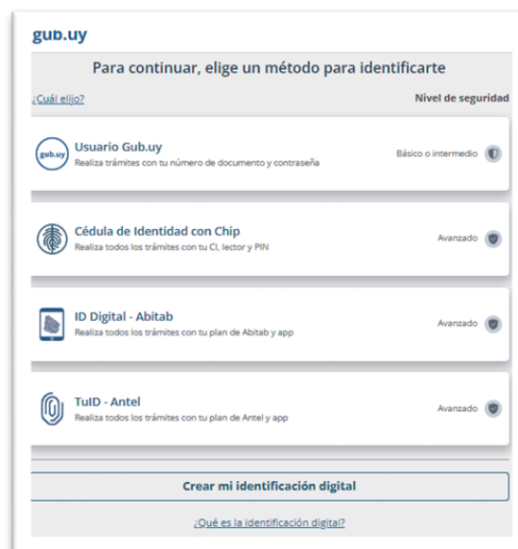 gub.uy
Para continuar, elige un método para identificarte
¿Cuál elijo? Nivel de seguridad
gub.uy
Usuario Gub.uy
Realiza trámites con tu número de documento y contraseña
Básico o intermedio
Cédula de Identidad con Chip
Realiza todos los trámites con tu CI, lector y PIN
Avanzado
ID Digital - Abitab
Realiza todos los trámites con tu plan de Abitab y app
Avanzado
TuID - Antel
Realiza todos los trámites con tu plan de Antel y app
Avanzado
Crear mi identificación digital
¿Qué es la identificación digital?